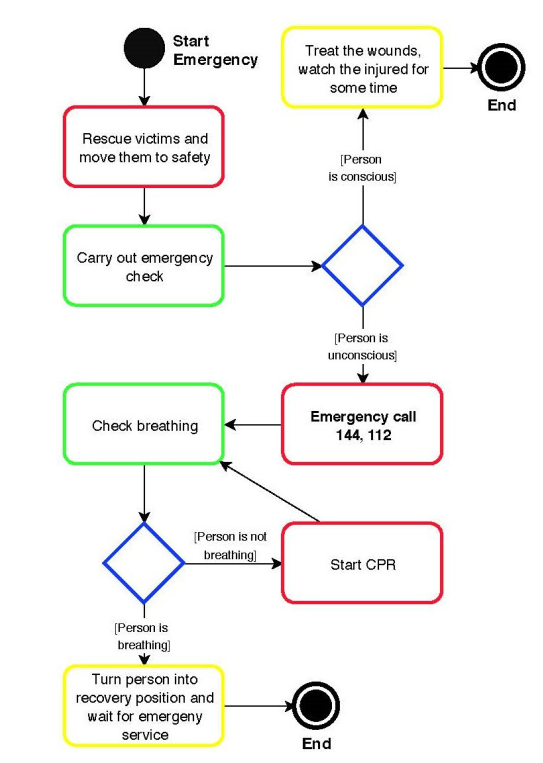 Start
Emergency
Treat the wounds,
watch the injured for
some time
End
Rescue victims and
move them to safety
[Person
is conscious]
Carry out emergency
check
[Person is
unconscious]
Emergency call
144, 112
Check breathing
[Person is not
breathing]
Start CPR
[Person is
breathing]
Turn person into
recovery position and
wait for emergeny
service
End